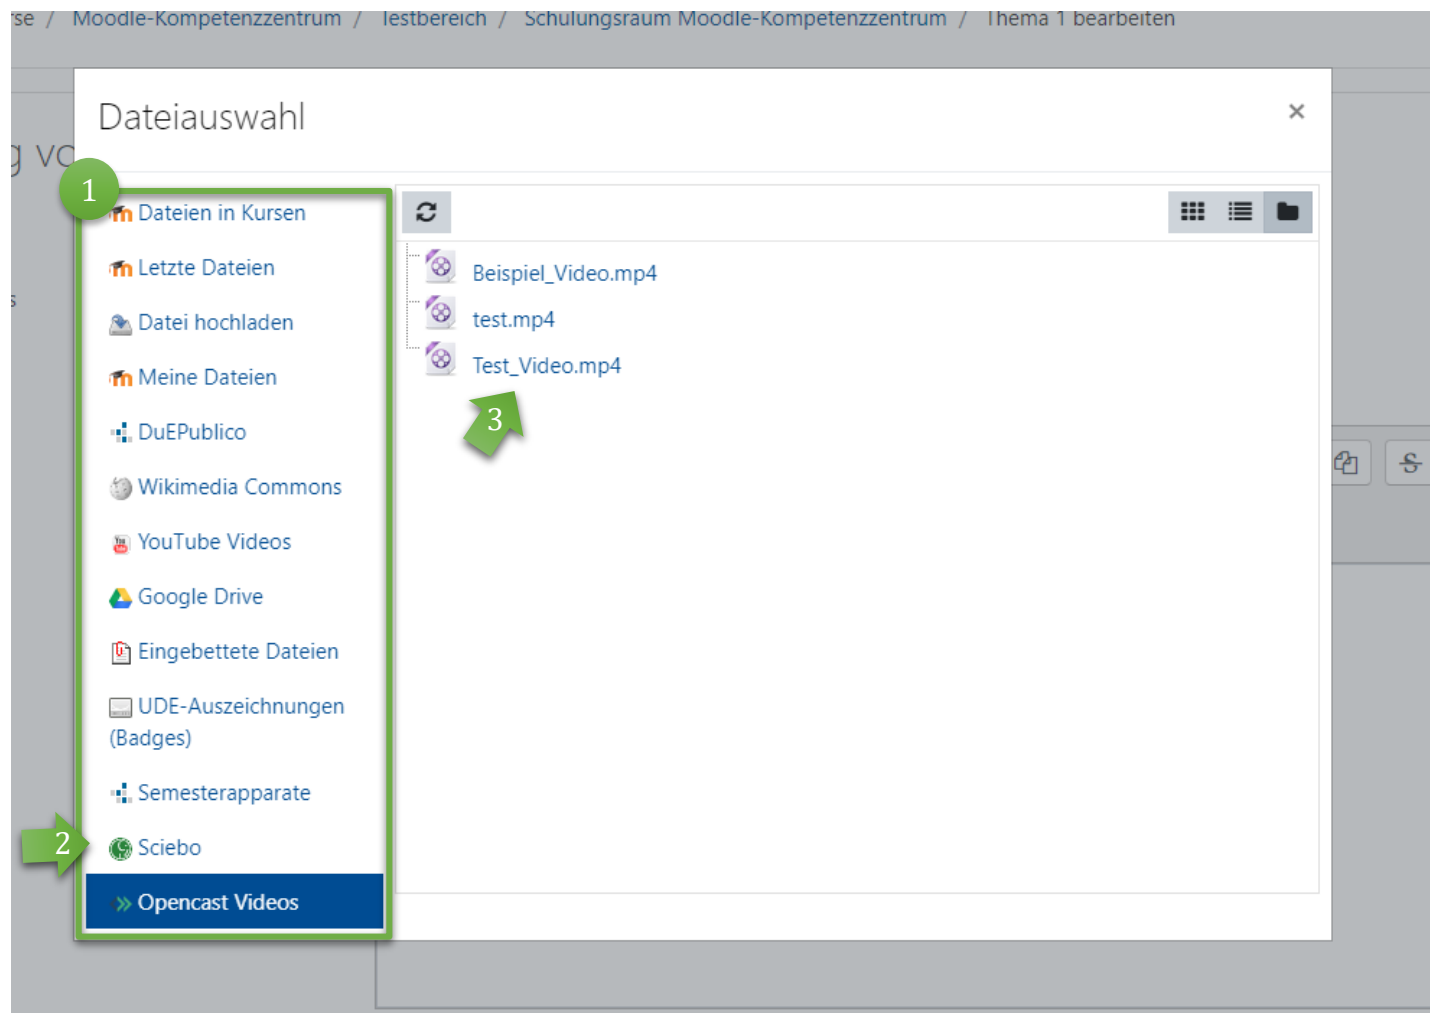 rse / Moodle-Kompetenzzentrum / Testbereich / Schulungsraum Moodle-Kompetenzzentrum / Thema 1 bearbeiten
Dateiauswahl ×
g vo
1
Dateien in Kursen
Letzte Dateien
s
Datei hochladen
Meine Dateien
DuEPublico
Wikimedia Commons
YouTube Videos
Google Drive
Eingebettete Dateien
UDE-Auszeichnungen
(Badges)
Semesterapparate
2
Sciebo
Opencast Videos
Beispiel_Video.mp4
test.mp4
Test_Video.mp4
3